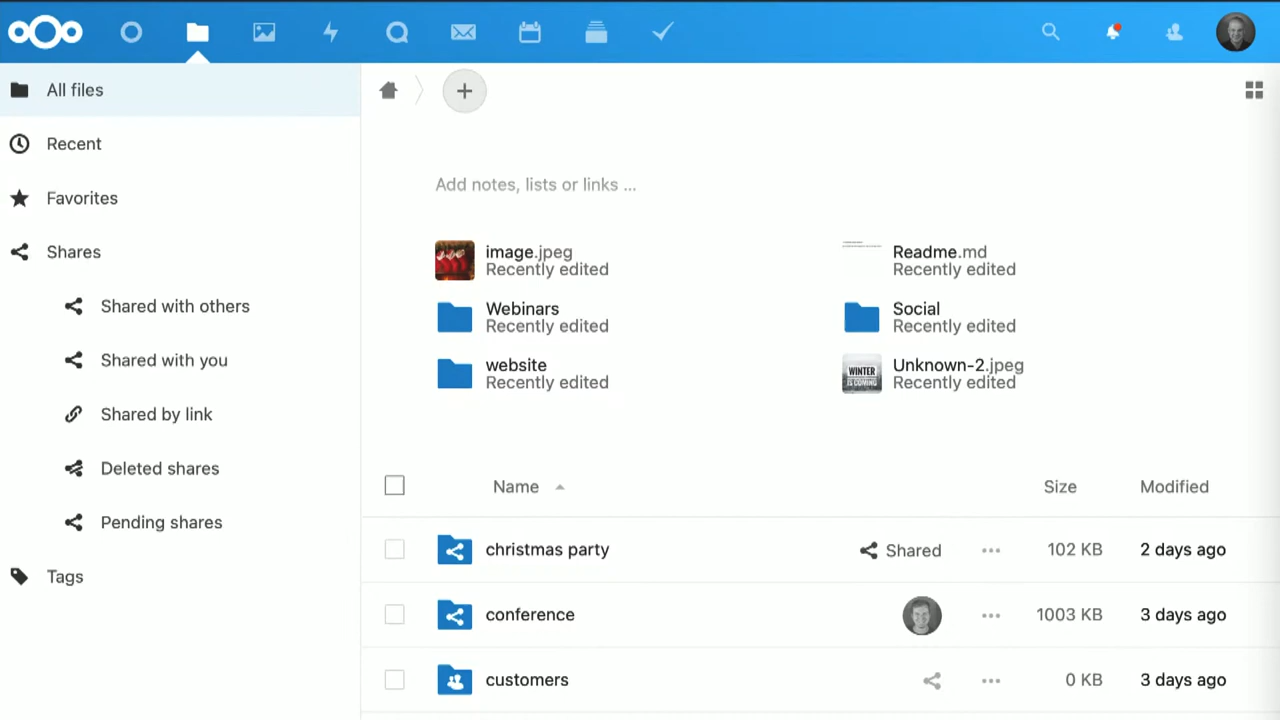 All files
Recent
Favorites
Shares
Shared with others
Shared with you
Shared by link
Deleted shares
Pending shares
Tags
Add notes, lists or links ...
image.jpeg
Recently edited
Readme.md
Recently edited
Webinars
Recently edited
Social
Recently edited
website
Recently edited
WINTER
IS COMING
Unknown-2.jpeg
Recently edited
Name Size Modified
christmas party Shared ... 102 KB 2 days ago
conference ... 1003 KB 3 days ago
customers ... 0 KB 3 days ago